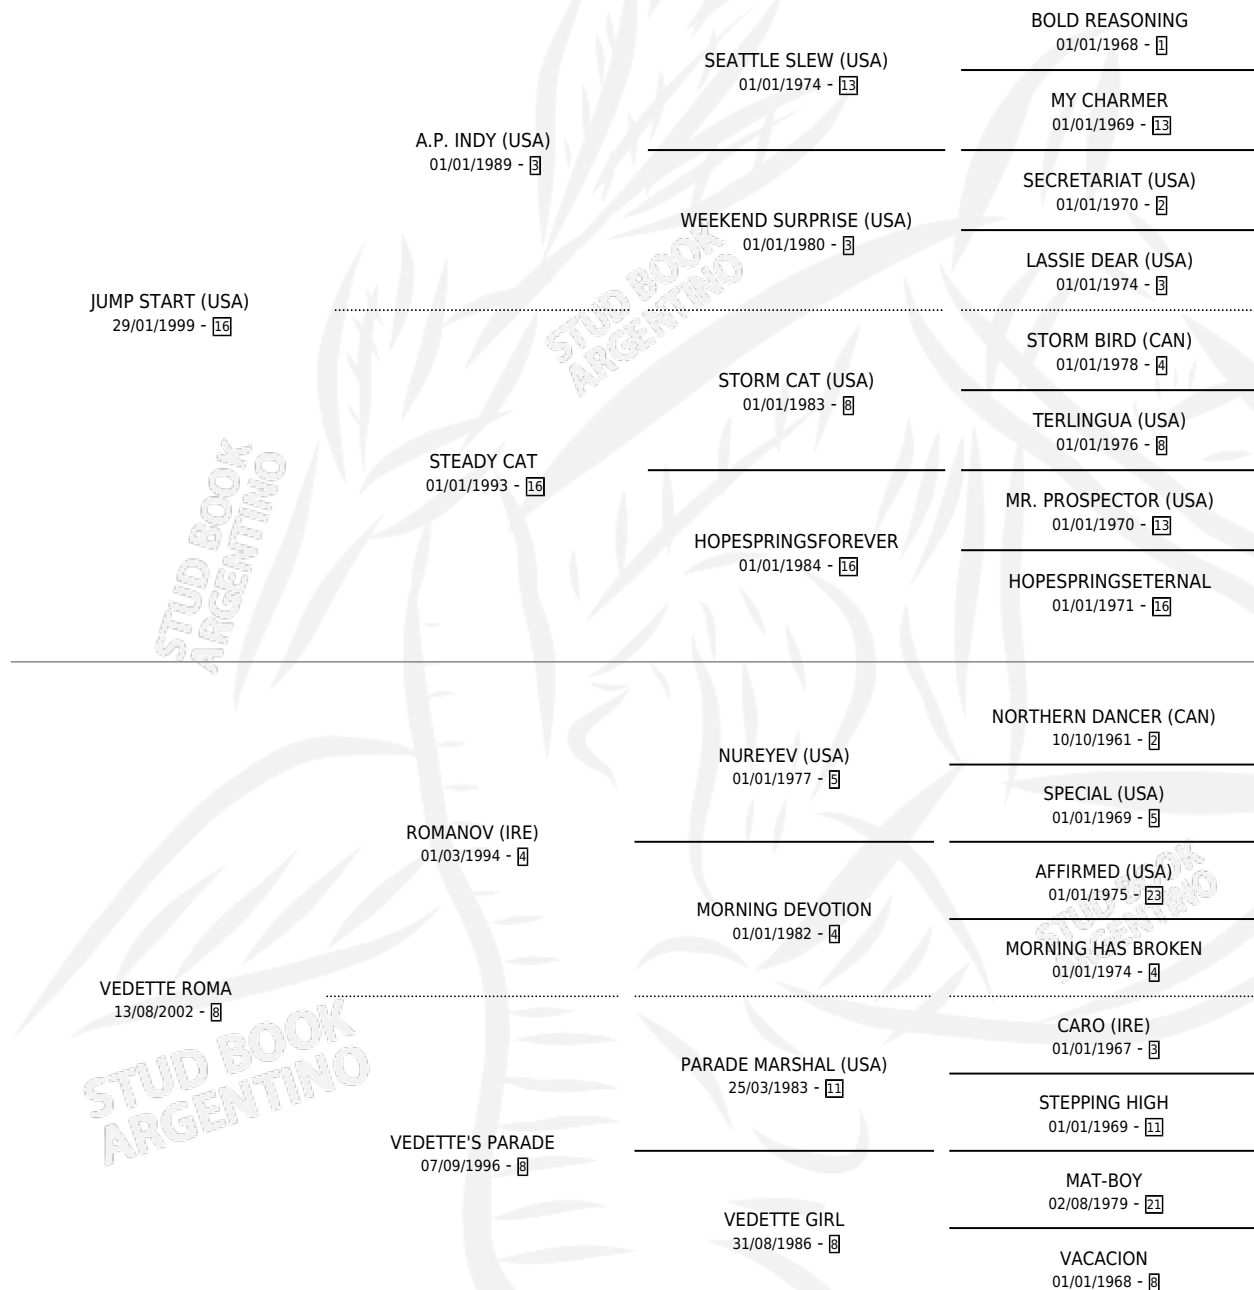 BOLD REASONING
01/01/1968 - 1
SEATTLE SLEW (USA)
01/01/1974 - 13
MY CHARMER
01/01/1969 - 13
A.P. INDY (USA)
01/01/1989 - 3
SECRETARIAT (USA)
01/01/1970 - 2
WEEKEND SURPRISE (USA)
01/01/1980 - 3
LASSIE DEAR (USA)
01/01/1974 - 3
JUMP START (USA)
29/01/1999 - 16
STORM BIRD (CAN)
01/01/1978 - 4
STORM CAT (USA)
01/01/1983 - 8
TERLINGUA (USA)
01/01/1976 - 8
STEADY CAT
01/01/1993 - 16
MR. PROSPECTOR (USA)
01/01/1970 - 13
HOPESPRINGSFOREVER
01/01/1984 - 16
HOPESPRINGSETERNAL
01/01/1971 - 16
NORTHERN DANCER (CAN)
10/10/1961 - 2
NUREYEV (USA)
01/01/1977 - 5
SPECIAL (USA)
01/01/1969 - 5
ROMANOV (IRE)
01/03/1994 - 4
AFFIRMED (USA)
01/01/1975 - 23
MORNING DEVOTION
01/01/1982 - 4
MORNING HAS BROKEN
01/01/1974 - 4
VEDETTE ROMA
13/08/2002 - 8
CARO (IRE)
01/01/1967 - 3
PARADE MARSHAL (USA)
25/03/1983 - 11
STEPPING HIGH
01/01/1969 - 11
VEDETTE'S PARADE
07/09/1996 - 8
MAT-BOY
02/08/1979 - 21
VEDETTE GIRL
31/08/1986 - 8
VACACION
01/01/1968 - 8
STUD BOOK
ARGENTINO
STUD BOOK
ARGENTINO
STUD BOOK
ARGENTINO
STUD BOOK
ARGENTINO